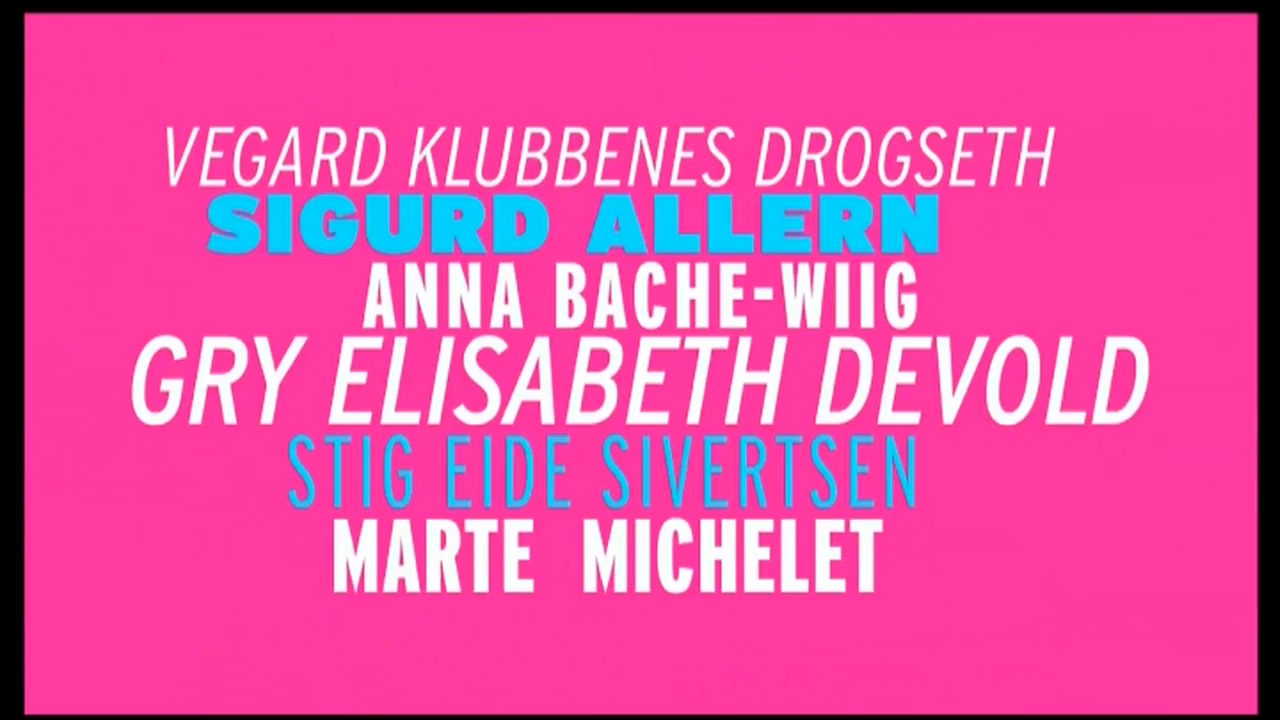 VEGARD KLUBBENES DROGSETH
SIGURD ALLERN
ANNA BACHE-WIIG
GRY ELISABETH DEVOLD
STIG EIDE SIVERTSEN
MARTE MICHELET